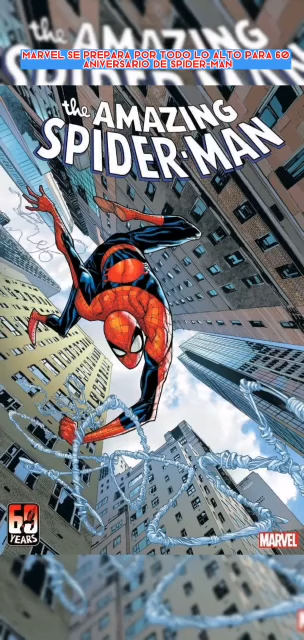 the AMAZING
MARVEL SE PREPARA POR TODO LO ALTO PARA 60
ANIVERSARIO DE SPIDER-MAN
the AMAZING
SPIDER-MAN
60
YEARS
MARVEL